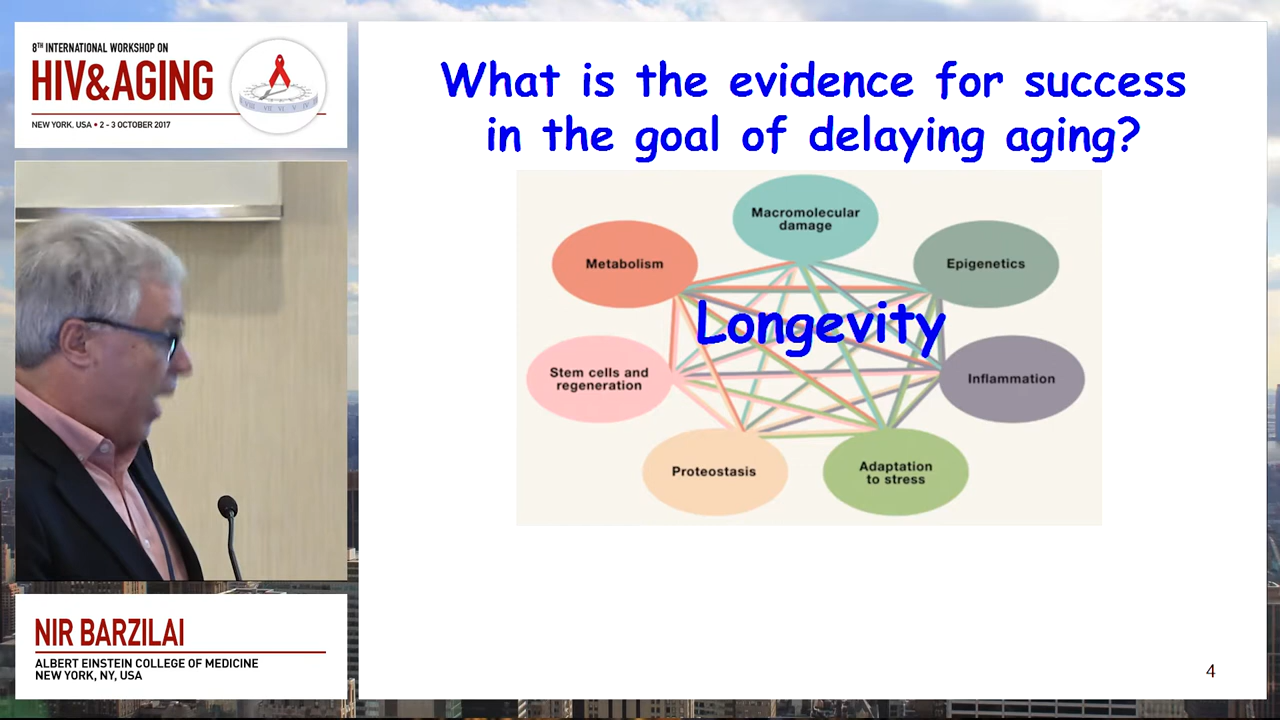 8TH INTERNATIONAL WORKSHOP ON
HIV&AGING
NEW YORK, USA • 2 - 3 OCTOBER 2017
What is the evidence for success
in the goal of delaying aging?
Macromolecular
damage
Metabolism
Epigenetics
Longevity
Stem cells and
regeneration
Inflammation
Proteostasis
Adaptation
to stress
NIR BARZILAI
ALBERT EINSTEIN COLLEGE OF MEDICINE
NEW YORK, NY, USA
4